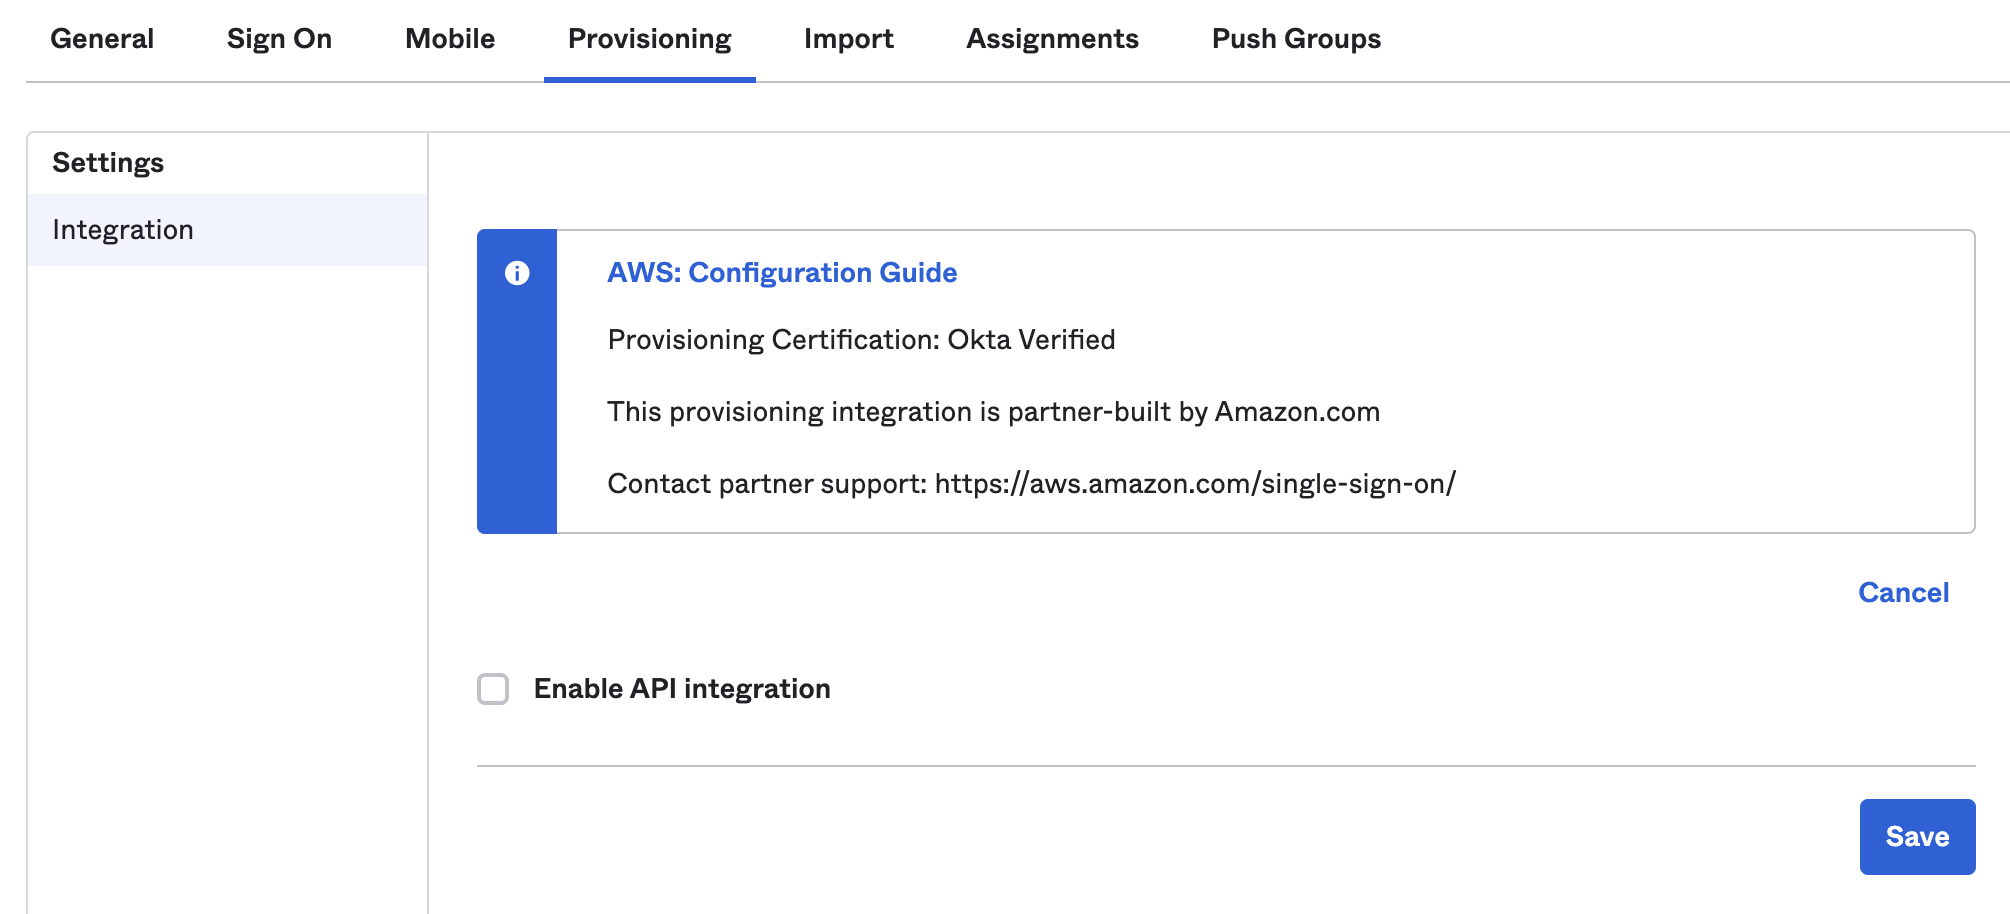 General Sign On Mobile Provisioning Import Assignments Push Groups
Settings
Integration
AWS: Configuration Guide
Provisioning Certification: Okta Verified
This provisioning integration is partner-built by Amazon.com
Contact partner support: https://aws.amazon.com/single-sign-on/
Cancel
Enable API integration
Save